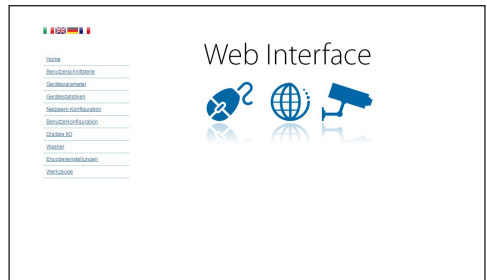 Web Interface
Home
Benutzerschnittstelle
Geräteparameter
Gerätestatistiken
Netzwerk-Konfiguration
Benutzerkonfiguration
Digitale I/O
Washer
Encodereinstellungen
Werkzeuge